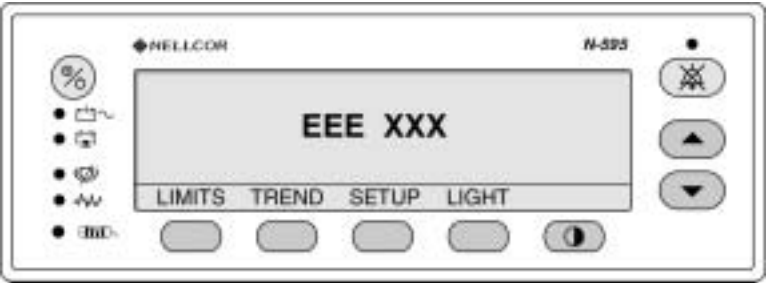 NELLCOR N-595
%
EEE XXX
LIMITS TREND SETUP LIGHT